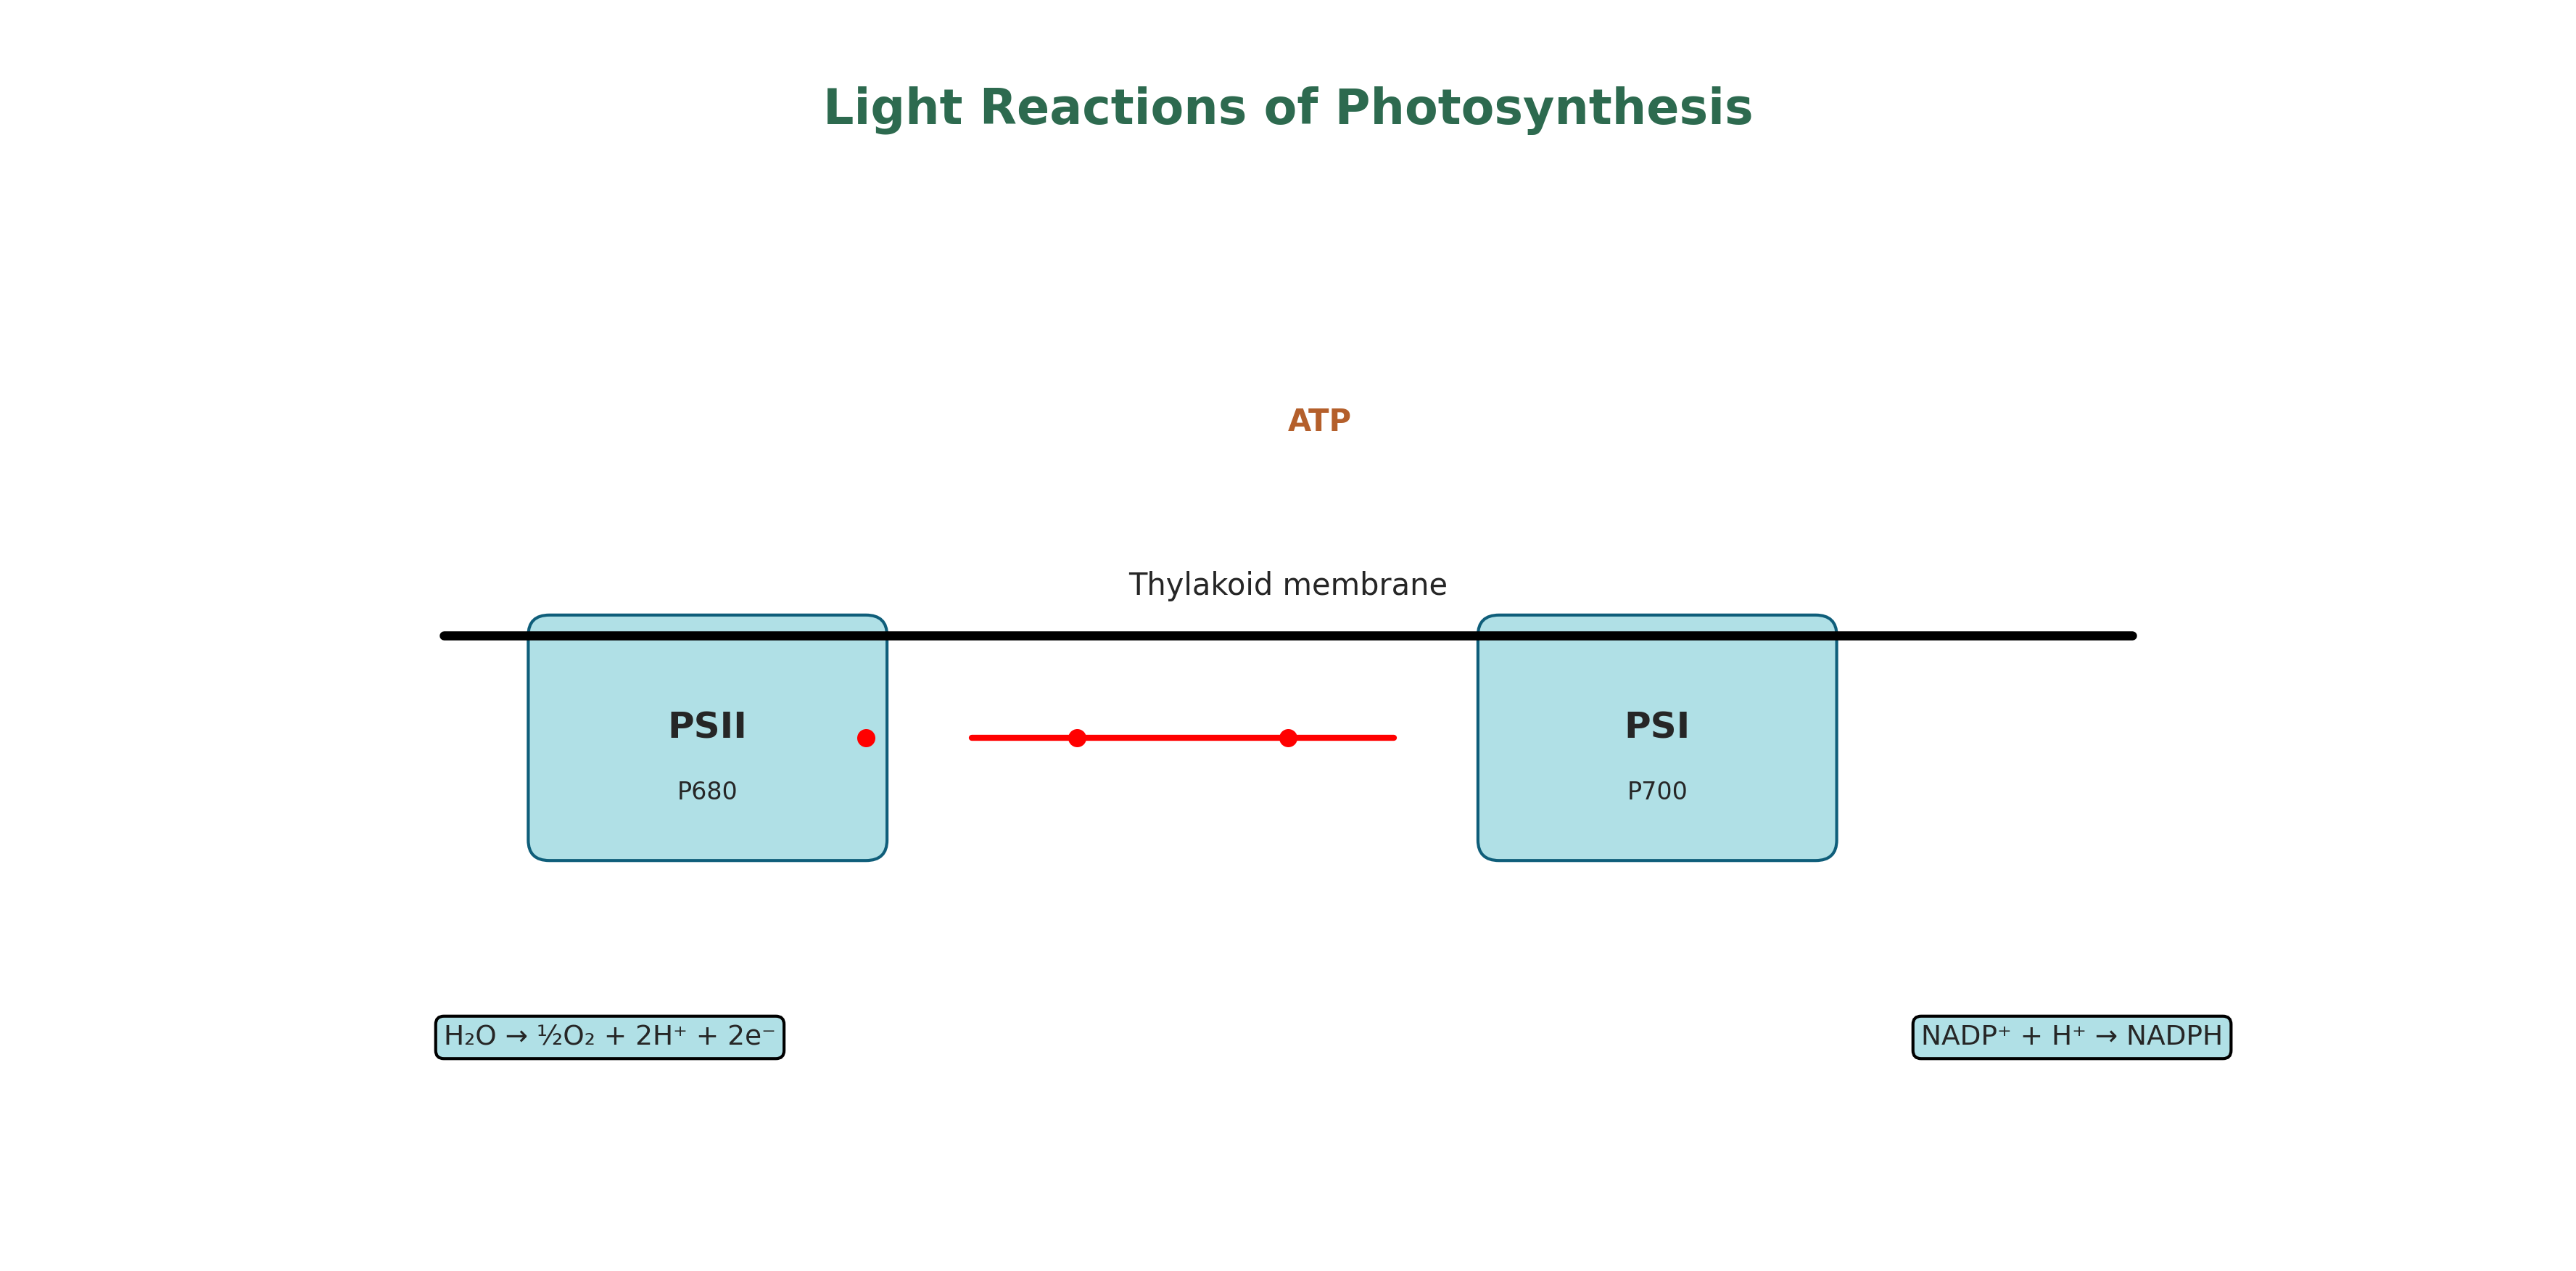 Light Reactions of Photosynthesis
ATP
Thylakoid membrane
PSII
P680
PSI
P700
H₂O → ½O₂ + 2H⁺ + 2e⁻
NADP⁺ + H⁺ → NADPH